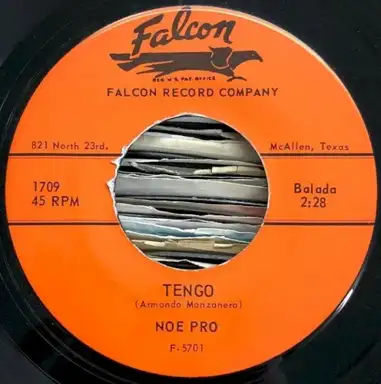 Falcon
REG. U.S. PAT. OFFICE
FALCON RECORD COMPANY
821 North 23rd. McAllen, Texas
1709 Balada
45 RPM 2:28
TENGO
(Armando Manzanero)
NOE PRO
F-5701